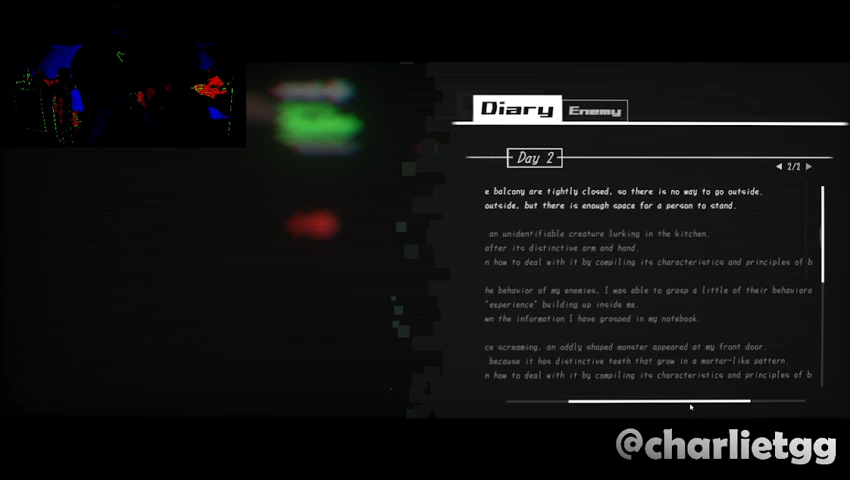 Diary
Enemy
Day 2
2/2
e balcony are tightly closed, so there is no way to go outside.
outside, but there is enough space for a person to stand.
an unidentifiable creature lurking in the kitchen.
after its distinctive arm and hand.
n how to deal with it by compiling its characteristics and principles of b
he behavior of my enemies, I was able to grasp a little of their behaviora
"experience" building up inside me.
wn the information I have grasped in my notebook.
ce screaming, an oddly shaped monster appeared at my front door.
because it has distinctive teeth that grow in a mortar-like pattern.
n how to deal with it by compiling its characteristics and principles of b
@charlietgg